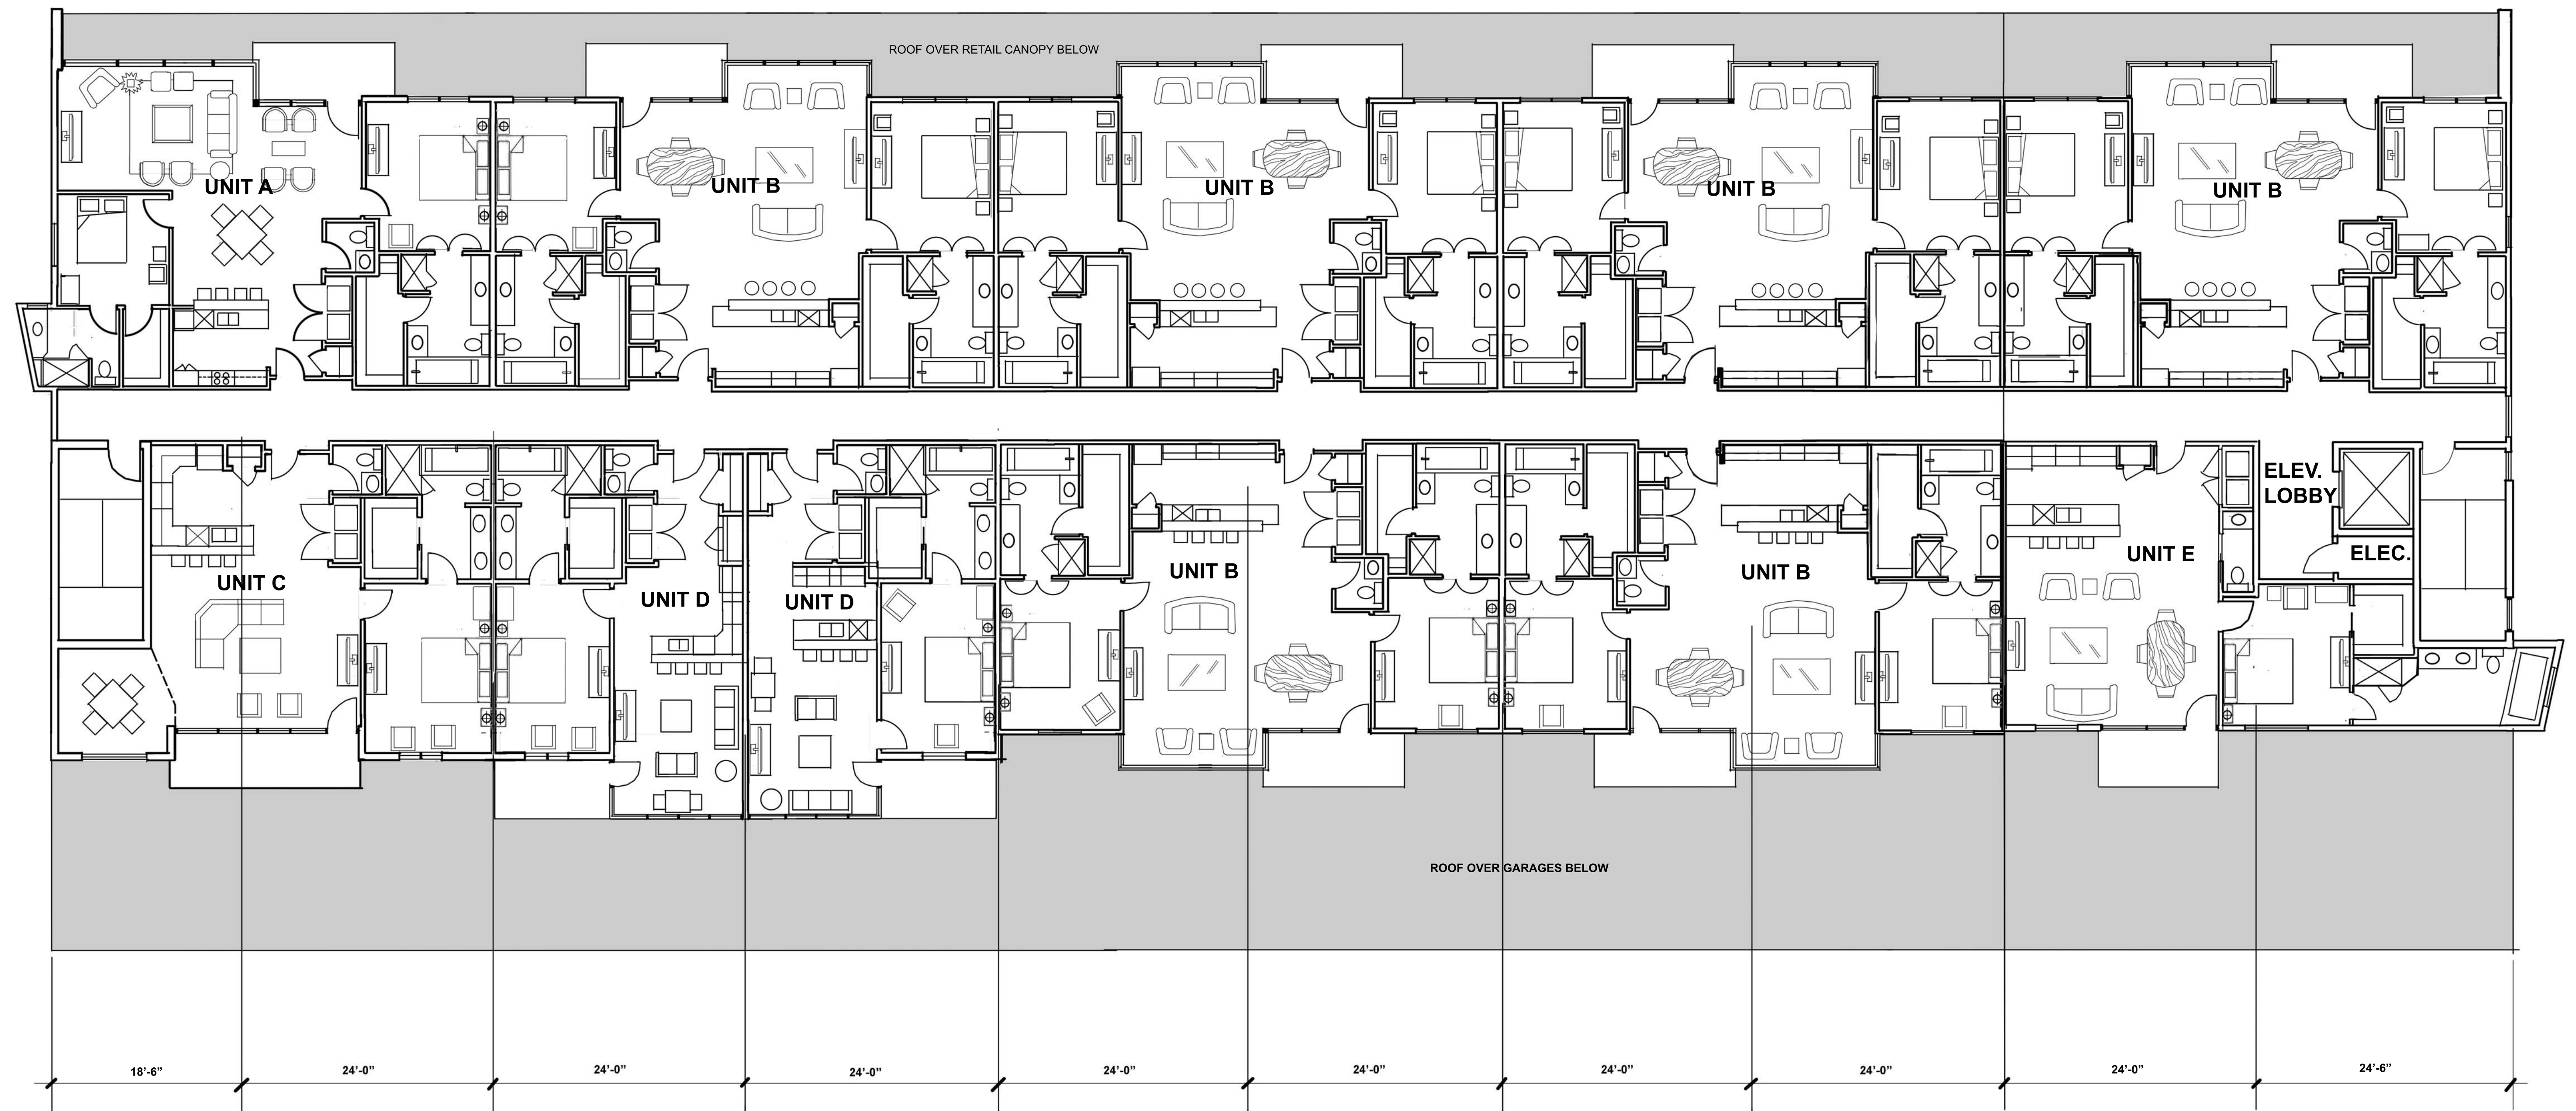 ROOF OVER RETAIL CANOPY BELOW
UNIT A
UNIT B
UNIT B
UNIT B
UNIT B
ELEV.
LOBBY
ELEC.
UNIT C
UNIT D
UNIT D
UNIT B
UNIT B
UNIT E
ROOF OVER GARAGES BELOW
18'-6”
24'-0”
24'-0”
24'-0”
24'-0”
24'-0”
24'-0”
24'-0”
24'-0”
24'-6”